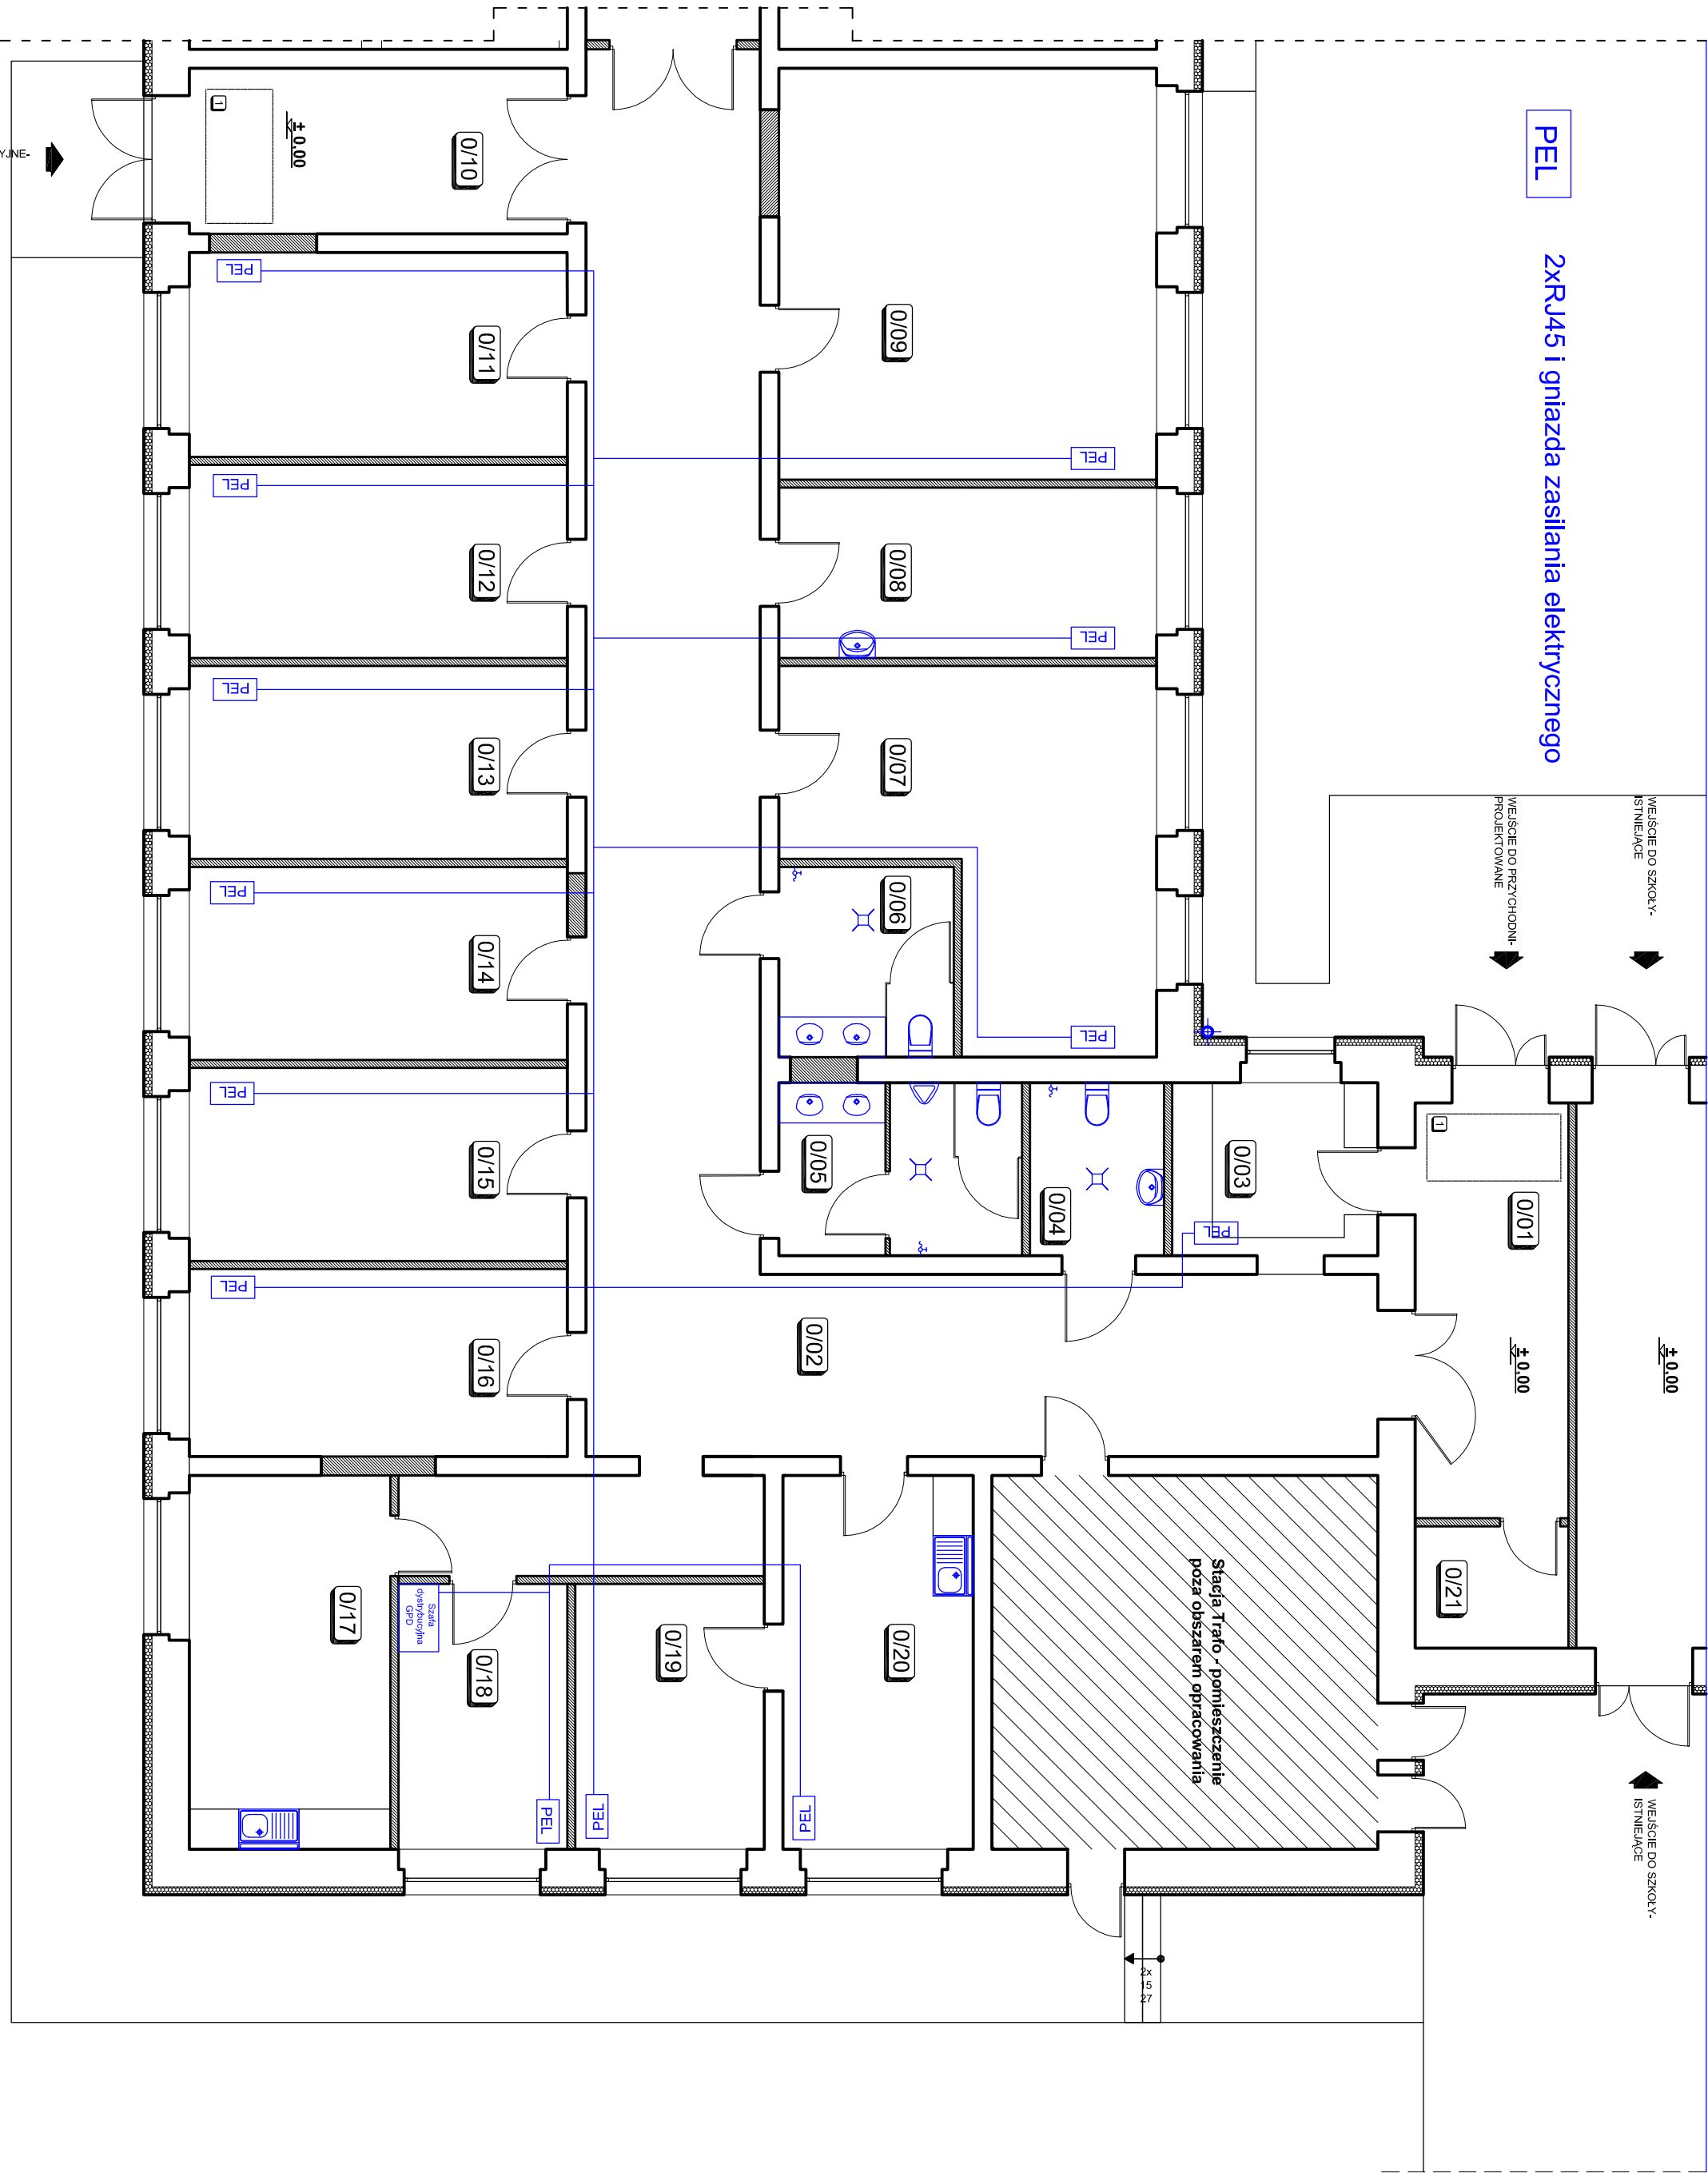 PEL
2xRJ45 i gniazda zasilania elektrycznego
WEJŚCIE DO SZKOŁY-
ISTNIEJĄCE
WEJŚCIE DO PRZYCHODNI-
PROJEKTOWANE
± 0,00
± 0,00
1
0/01
0/21
WEJŚCIE DO SZKOŁY-
ISTNIEJĄCE
0/03
PEL
PEL
PEL
PEL
0/09
0/08
0/07
0/06
0/05
0/04
0/02
Stacja Trafo - pomieszczenie
poza obszarem opracowania
2x
15
27
0/20
PEL
0/19
PEL
0/18
PEL
Szafa
dystrybucyjna
GPD
0/17
0/10
± 0,00
1
0/11
0/12
0/13
0/14
0/15
0/16
PEL
PEL
PEL
PEL
PEL
PEL
YJNE-